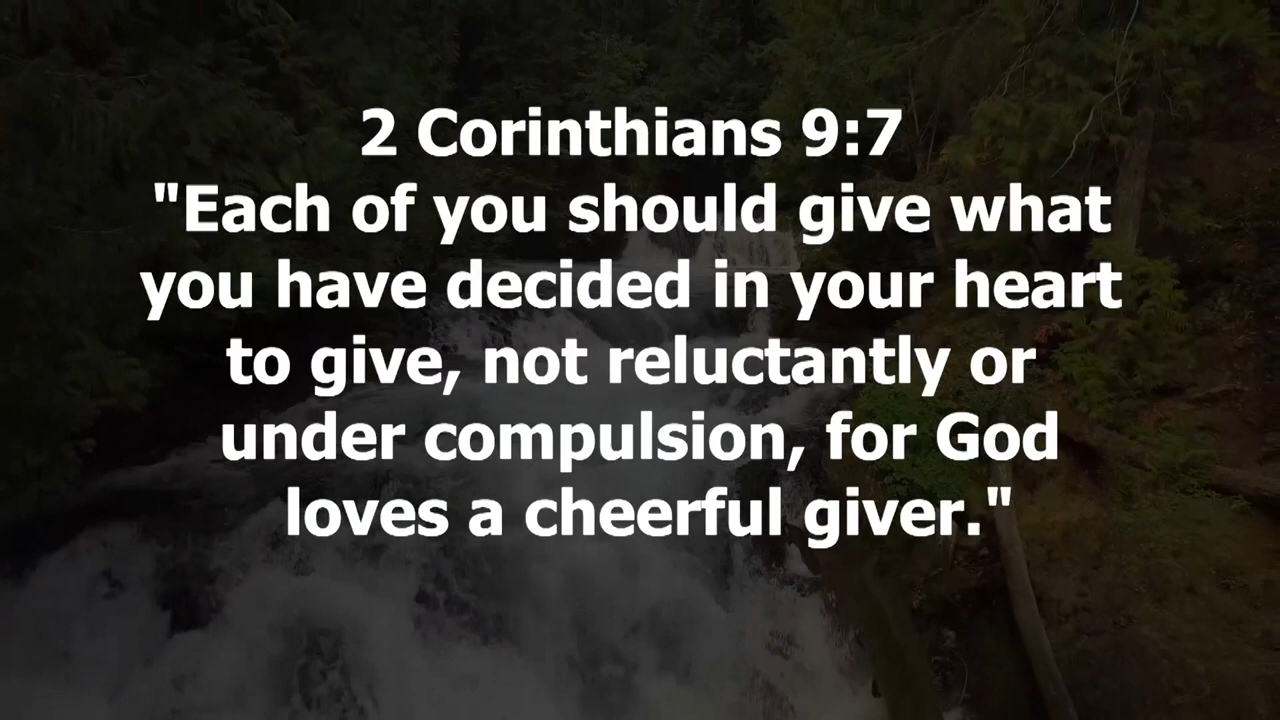 2 Corinthians 9:7
"Each of you should give what
you have decided in your heart
to give, not reluctantly or
under compulsion, for God
loves a cheerful giver."